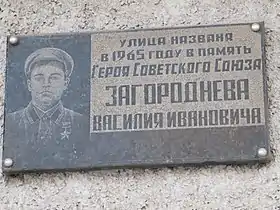 УЛИЦА НАЗВАНА
В 1965 ГОДУ В ПАМЯТЬ
ГЕРОЯ СОВЕТСКОГО СОЮЗА
ЗАГОРОДНЕВА
ВАСИЛИЯ ИВАНОВИЧА